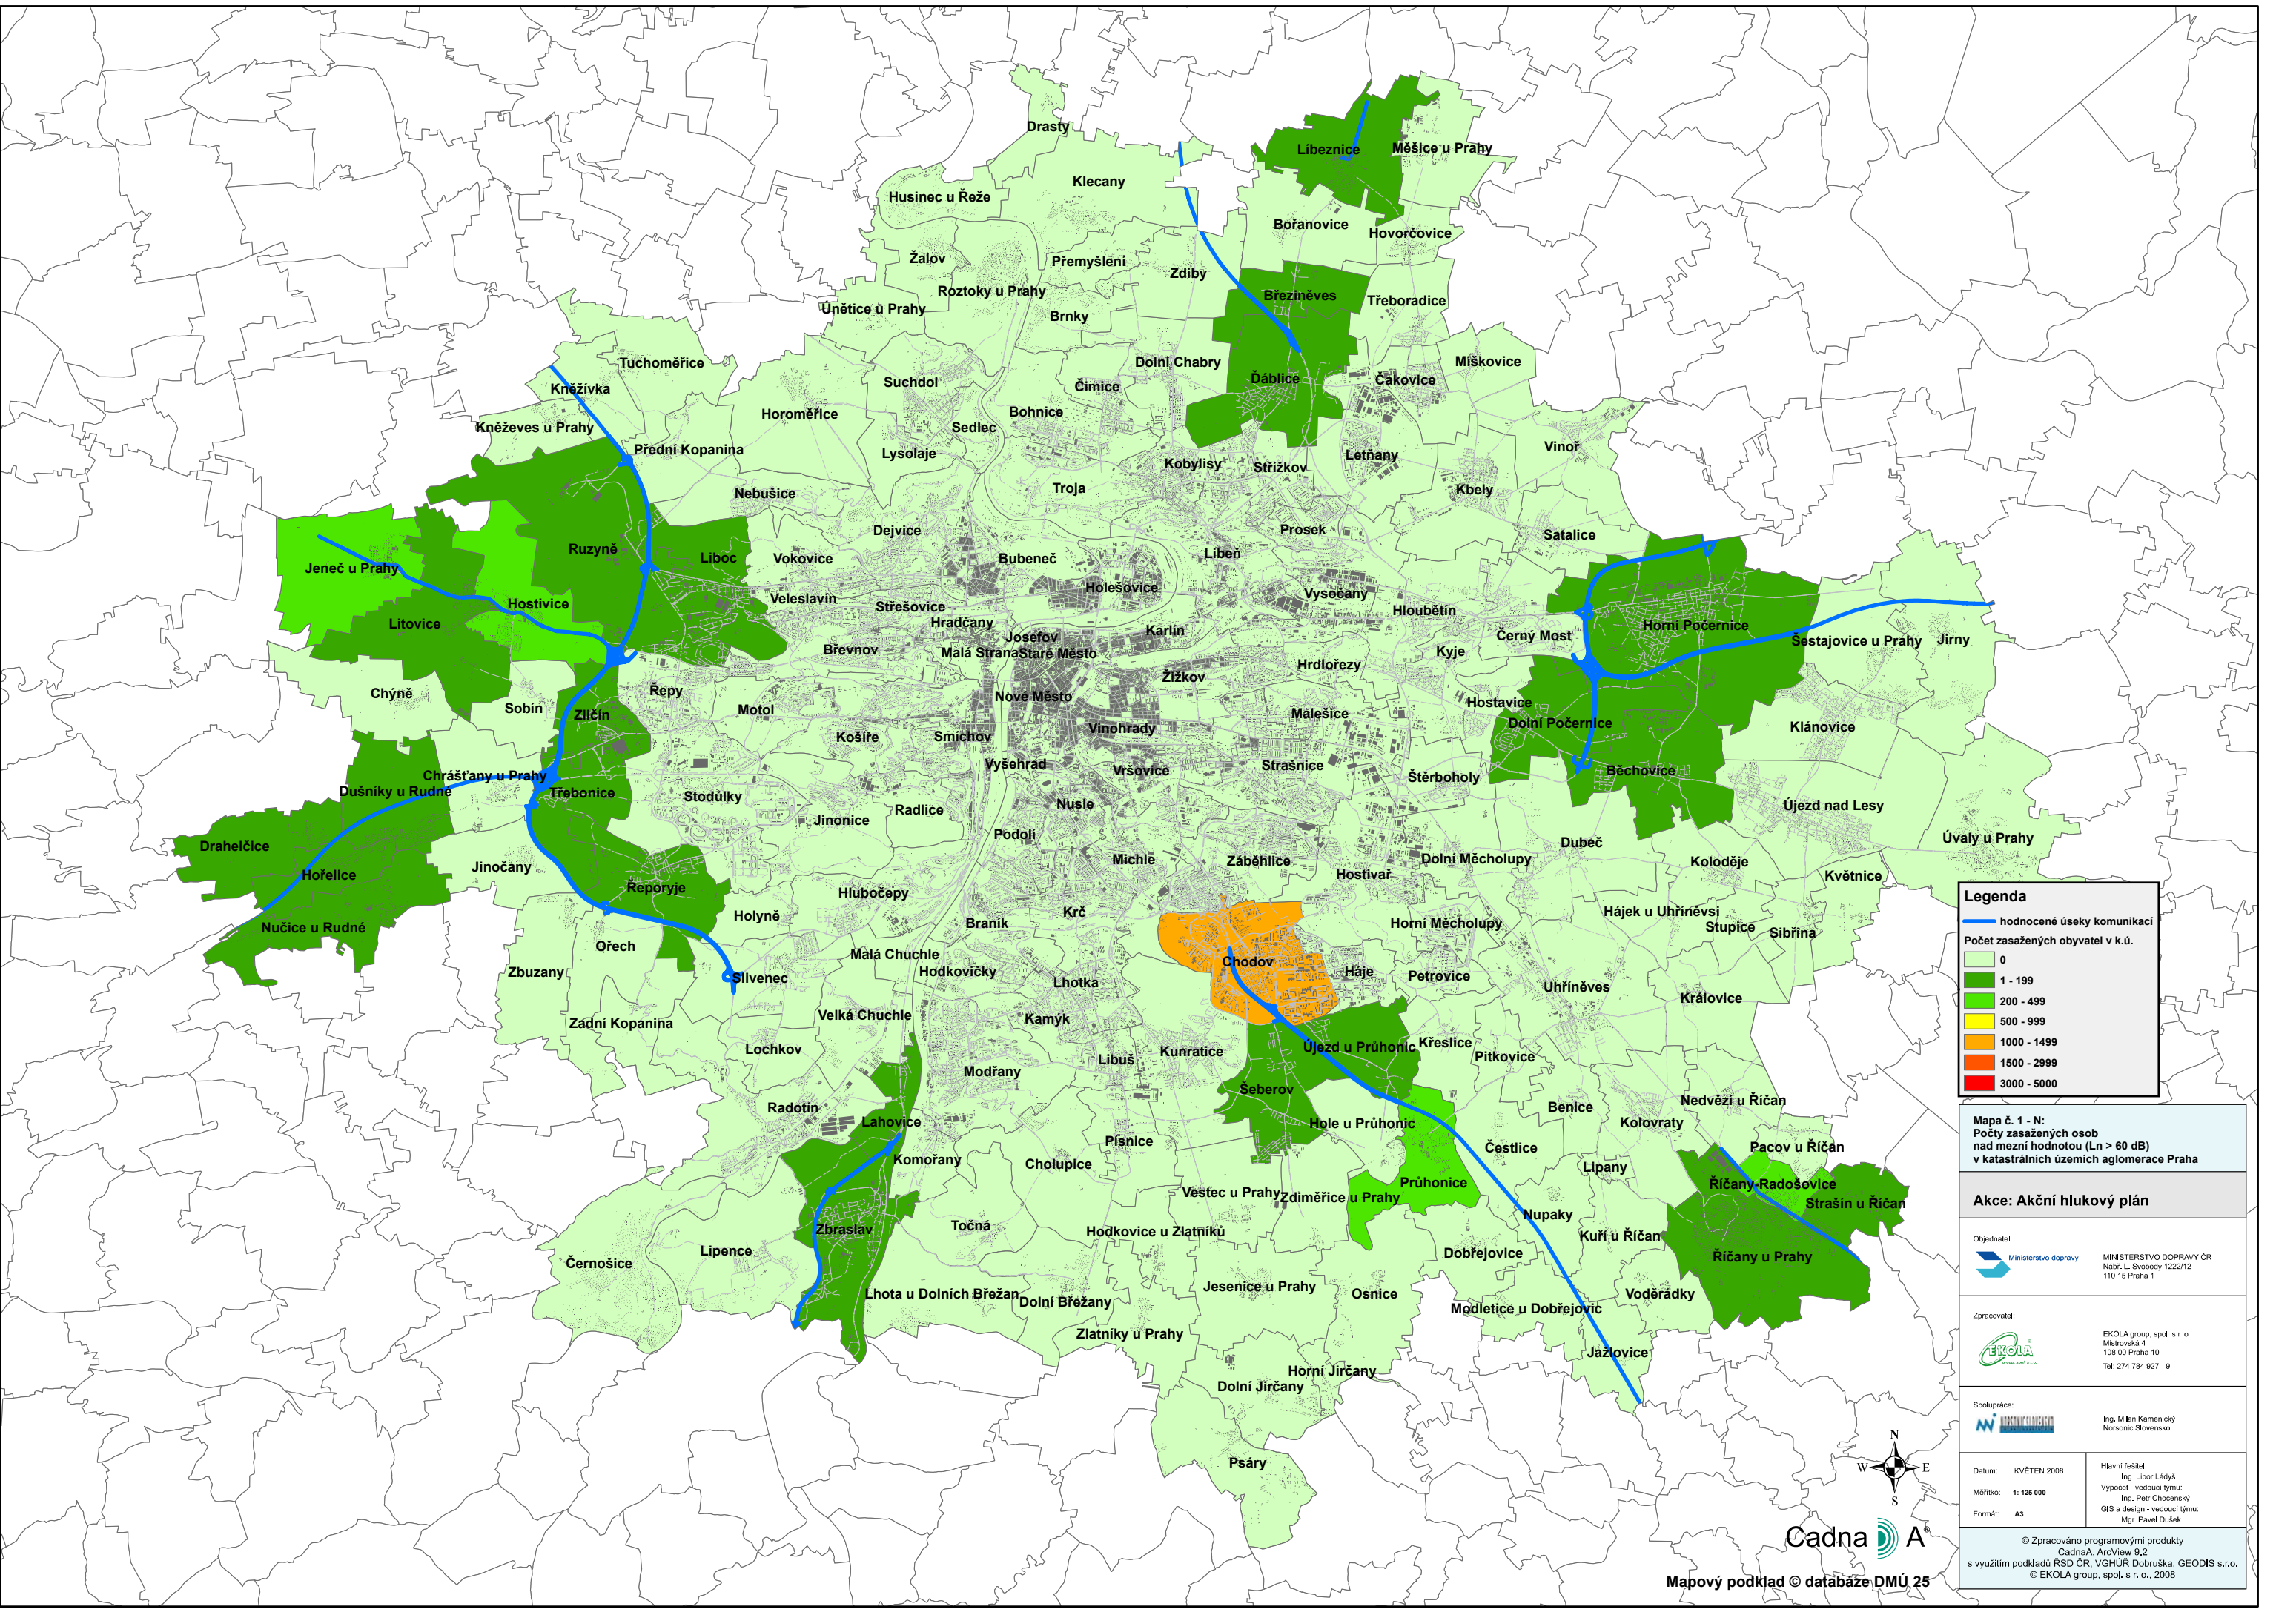 Drasty
Líbeznice
Měšice u Prahy
Klecany
Husinec u Řeže
Bořanovice
Hovorčovice
Žalov
Přemyšlení
Zdiby
Roztoky u Prahy
Březiněves
Třeboradice
Únětice u Prahy
Brnky
Tuchoměřice
Dolní Chabry
Miškovice
Kněžívka
Suchdol
Čimice
Ďáblice
Čakovice
Horoměřice
Bohnice
Kněževes u Prahy
Sedlec
Přední Kopanina
Lysolaje
Vinoř
Letňany
Kobylisy
Střížkov
Nebušice
Troja
Kbely
Dejvice
Prosek
Satalice
Ruzyně
Liboc
Vokovice
Bubeneč
Libeň
Jeneč u Prahy
Holešovice
Vysočany
Hostivice
Veleslavín
Střešovice
Hloubětín
Litovice
Hradčany
Josefov
Karlín
Černý Most
Horní Počernice
Šestajovice u Prahy
Jirny
Břevnov
Malá Strana
Staré Město
Kyje
Hrdlořezy
Žižkov
Chýně
Řepy
Nové Město
Sobín
Zličín
Motol
Malešice
Hostavice
Dolní Počernice
Klánovice
Košíře
Smíchov
Vinohrady
Vyšehrad
Vršovice
Strašnice
Štěrboholy
Běchovice
Chrášťany u Prahy
Dušníky u Rudné
Třebonice
Stodůlky
Radlice
Nusle
Újezd nad Lesy
Jinonice
Podolí
Úvaly u Prahy
Drahelčice
Dubeč
Michle
Záběhlice
Dolní Měcholupy
Koloděje
Jinočany
Hořelice
Hostivař
Květnice
Řeporyje
Hlubočepy
Holyně
Krč
Braník
Hájek u Uhříněvsi
Nučice u Rudné
Horní Měcholupy
Stupice
Sibřina
Ořech
Malá Chuchle
Zbuzany
Hodkovičky
Chodov
Háje
Petrovice
Slivenec
Lhotka
Uhříněves
Královice
Velká Chuchle
Kamýk
Zadní Kopanina
Lochkov
Libuš
Kunratice
Újezd u Průhonic
Křeslice
Pitkovice
Modřany
Šeberov
Radotín
Nedvězí u Říčan
Benice
Lahovice
Hole u Průhonic
Kolovraty
Písnice
Čestlice
Pacov u Říčan
Komořany
Cholupice
Lipany
Průhonice
Říčany-Radošovice
Vestec u Prahy
Zdiměřice u Prahy
Strašín u Říčan
Nupaky
Zbraslav
Točná
Hodkovice u Zlatníků
Kuří u Říčan
Lipence
Dobřejovice
Říčany u Prahy
Černošice
Jesenice u Prahy
Osnice
Lhota u Dolních Břežan
Dolní Břežany
Voděrádky
Modletice u Dobřejovic
Zlatníky u Prahy
Jažlovice
Horní Jirčany
Dolní Jirčany
Psáry
Legenda
hodnocené úseky komunikací
Počet zasažených obyvatel v k.ú.
0
1 - 199
200 - 499
500 - 999
1000 - 1499
1500 - 2999
3000 - 5000
Mapa č. 1 - N:
Počty zasažených osob
nad mezní hodnotou (Ln > 60 dB)
v katastrálních územích aglomerace Praha
Akce: Akční hlukový plán
Objednatel:
Ministerstvo dopravy
MINISTERSTVO DOPRAVY ČR
Nábř. L. Svobody 1222/12
110 15 Praha 1
Zpracovatel:
EKOLA
group, spol. s r.o.
EKOLA group, spol. s r. o.
Mistrovská 4
108 00 Praha 10
Tel: 274 784 927 - 9
Spolupráce:
NORSONIC SLOVENSKO
Ing. Milan Kamenický
Norsonic Slovensko
Datum: KVĚTEN 2008
Měřítko: 1: 125 000
Formát: A3
Hlavní řešitel:
Ing. Libor Ládyš
Výpočet - vedoucí týmu:
Ing. Petr Chocenský
GIS a design - vedoucí týmu:
Mgr. Pavel Dušek
© Zpracováno programovými produkty
CadnaA, ArcView 9.2
s využitím podkladů ŘSD ČR, VGHÚŘ Dobruška, GEODIS s.r.o.
© EKOLA group, spol. s r. o., 2008
N
W
E
S
Cadna A®
Mapový podklad © databáze DMÚ 25